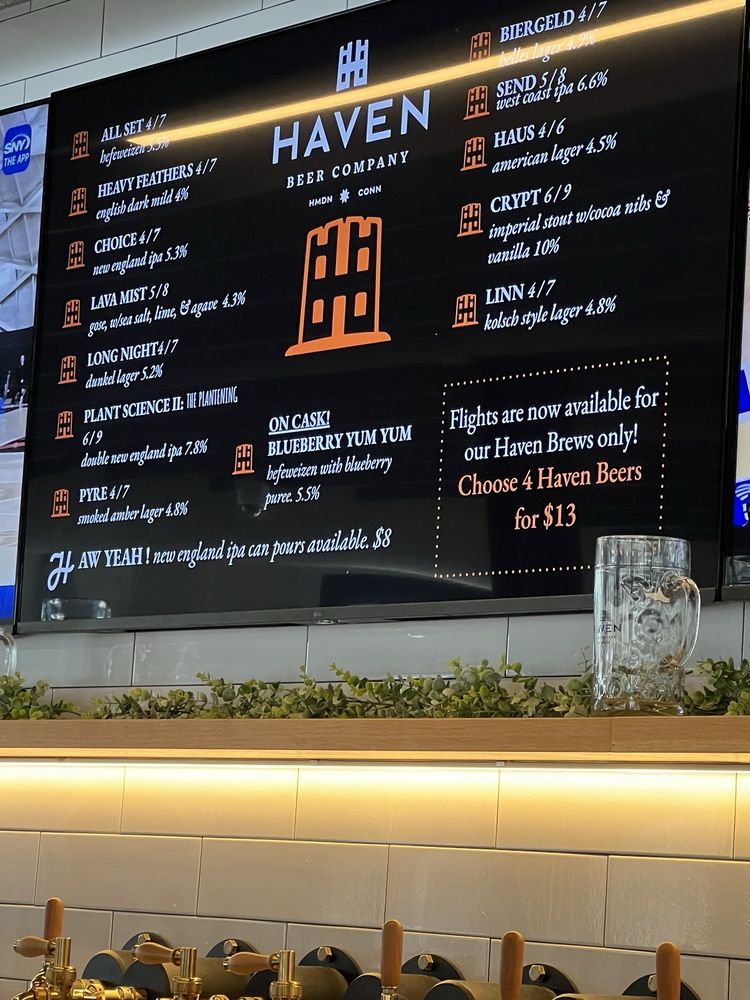 SNY
THE APP
ALL SET 4/7
hefeweizen 5.3%
HEAVY FEATHERS 4/7
english dark mild 4%
CHOICE 4/7
new england ipa 5.3%
LAVA MIST 5/8
gose, w/sea salt, lime, & agave 4.3%
LONG NIGHT4/7
dunkel lager 5.2%
PLANT SCIENCE II: THE PLANTENING
6/9
double new england ipa 7.8%
PYRE 4/7
smoked amber lager 4.8%
HAVEN
BEER COMPANY
HMDN CONN
ON CASK!
BLUEBERRY YUM YUM
hefeweizen with blueberry
puree. 5.5%
H AW YEAH ! new england ipa can pours available. $8
BIERGELD 4/7
helles lager 4.9%
SEND 5/8
west coast ipa 6.6%
HAUS 4/6
american lager 4.5%
CRYPT 6/9
imperial stout w/cocoa nibs &
vanilla 10%
LINN 4/7
kolsch style lager 4.8%
Flights are now available for
our Haven Brews only!
Choose 4 Haven Beers
for $13